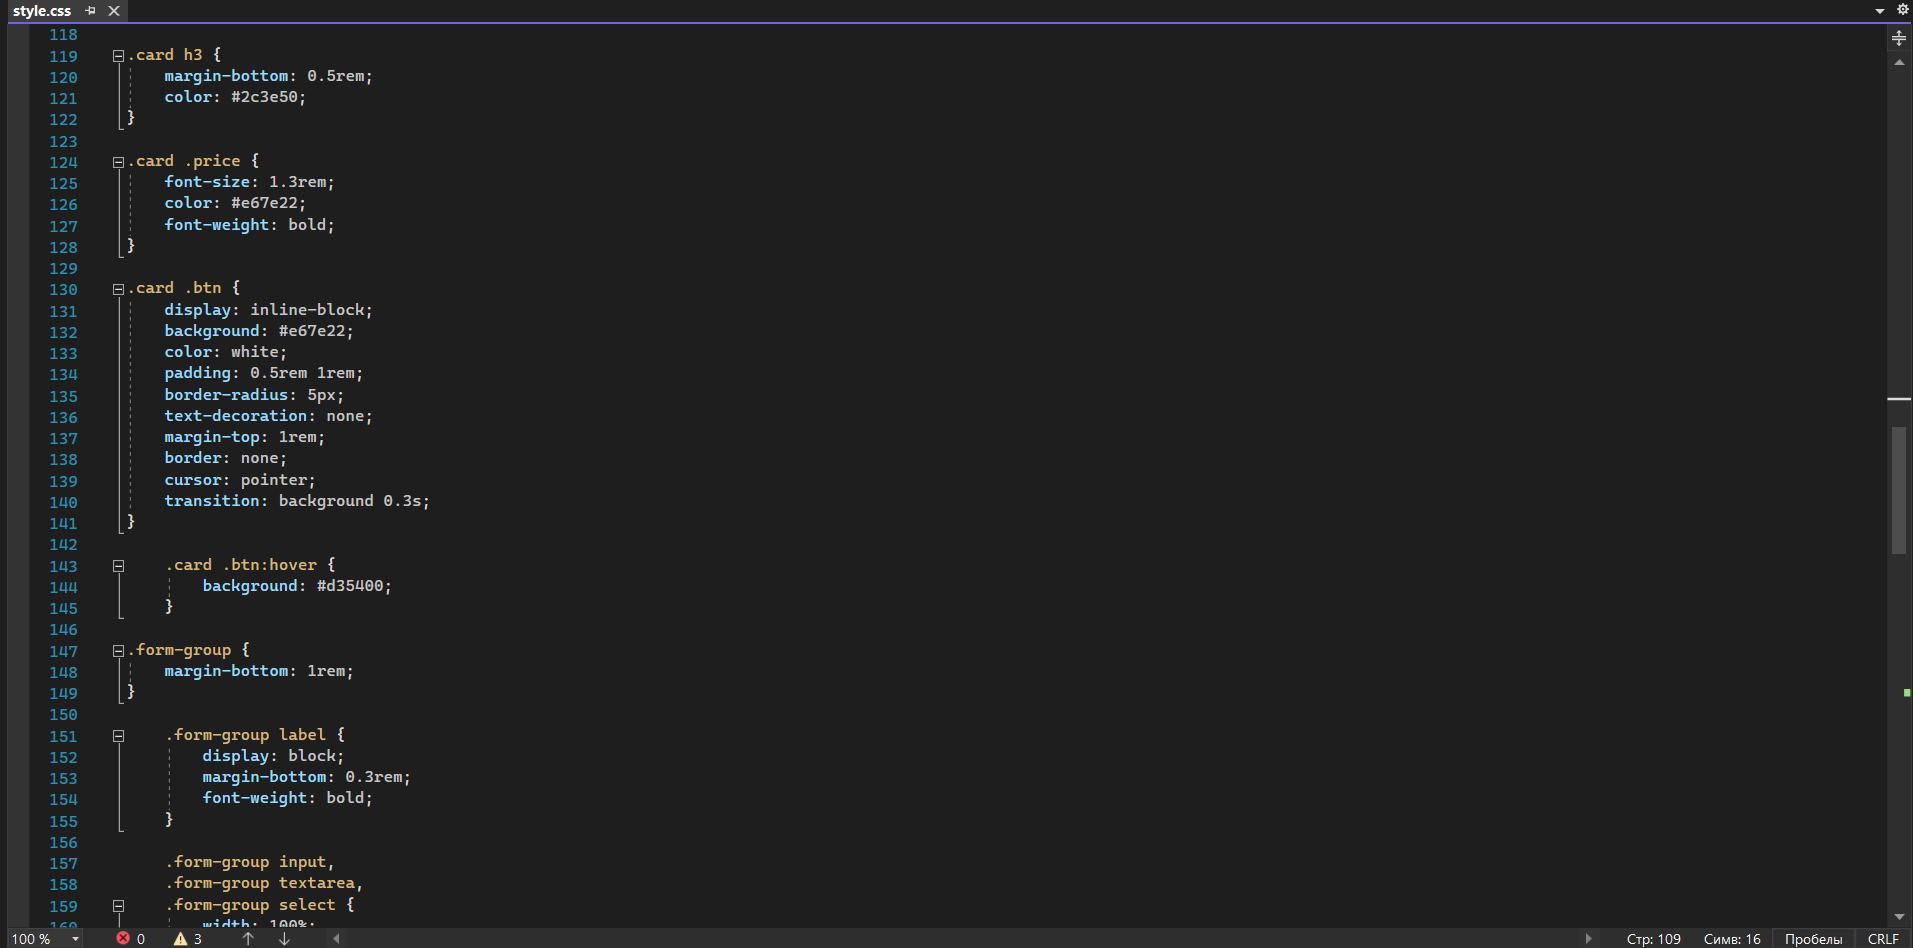 style.css
118
119 .card h3 {
120 margin-bottom: 0.5rem;
121 color: #2c3e50;
122 }
123
124 .card .price {
125 font-size: 1.3rem;
126 color: #e67e22;
127 font-weight: bold;
128 }
129
130 .card .btn {
131 display: inline-block;
132 background: #e67e22;
133 color: white;
134 padding: 0.5rem 1rem;
135 border-radius: 5px;
136 text-decoration: none;
137 margin-top: 1rem;
138 border: none;
139 cursor: pointer;
140 transition: background 0.3s;
141 }
142
143 .card .btn:hover {
144 background: #d35400;
145 }
146
147 .form-group {
148 margin-bottom: 1rem;
149 }
150
151 .form-group label {
152 display: block;
153 margin-bottom: 0.3rem;
154 font-weight: bold;
155 }
156
157 .form-group input,
158 .form-group textarea,
159 .form-group select {
160 width: 100%;
100 % 0 3 Стр: 109 Симв: 16 Пробелы CRLF